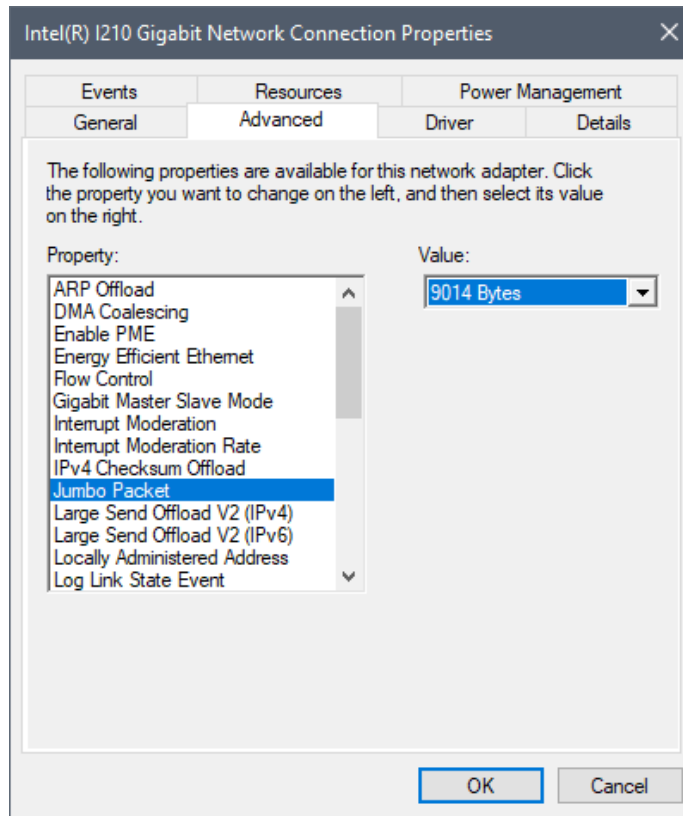 Intel(R) I210 Gigabit Network Connection Properties
Events Resources Power Management
General Advanced Driver Details
The following properties are available for this network adapter. Click
the property you want to change on the left, and then select its value
on the right.
Property: Value:
ARP Offload 9014 Bytes
DMA Coalescing
Enable PME
Energy Efficient Ethernet
Flow Control
Gigabit Master Slave Mode
Interrupt Moderation
Interrupt Moderation Rate
IPv4 Checksum Offload
Jumbo Packet
Large Send Offload V2 (IPv4)
Large Send Offload V2 (IPv6)
Locally Administered Address
Log Link State Event
OK Cancel